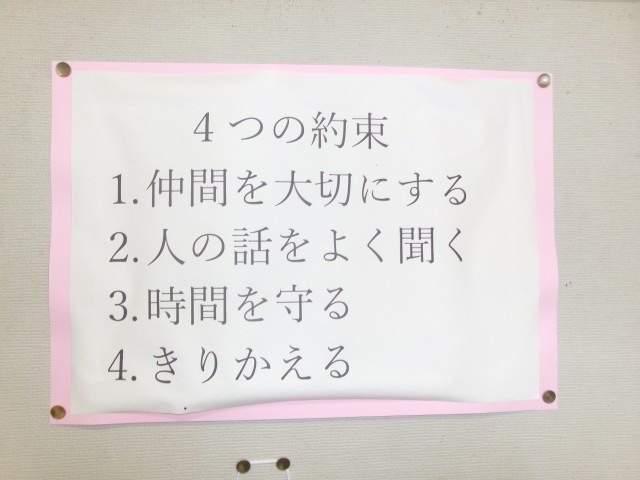 4つの約束
1.仲間を大切にする
2.人の話をよく聞く
3.時間を守る
4.きりかえる